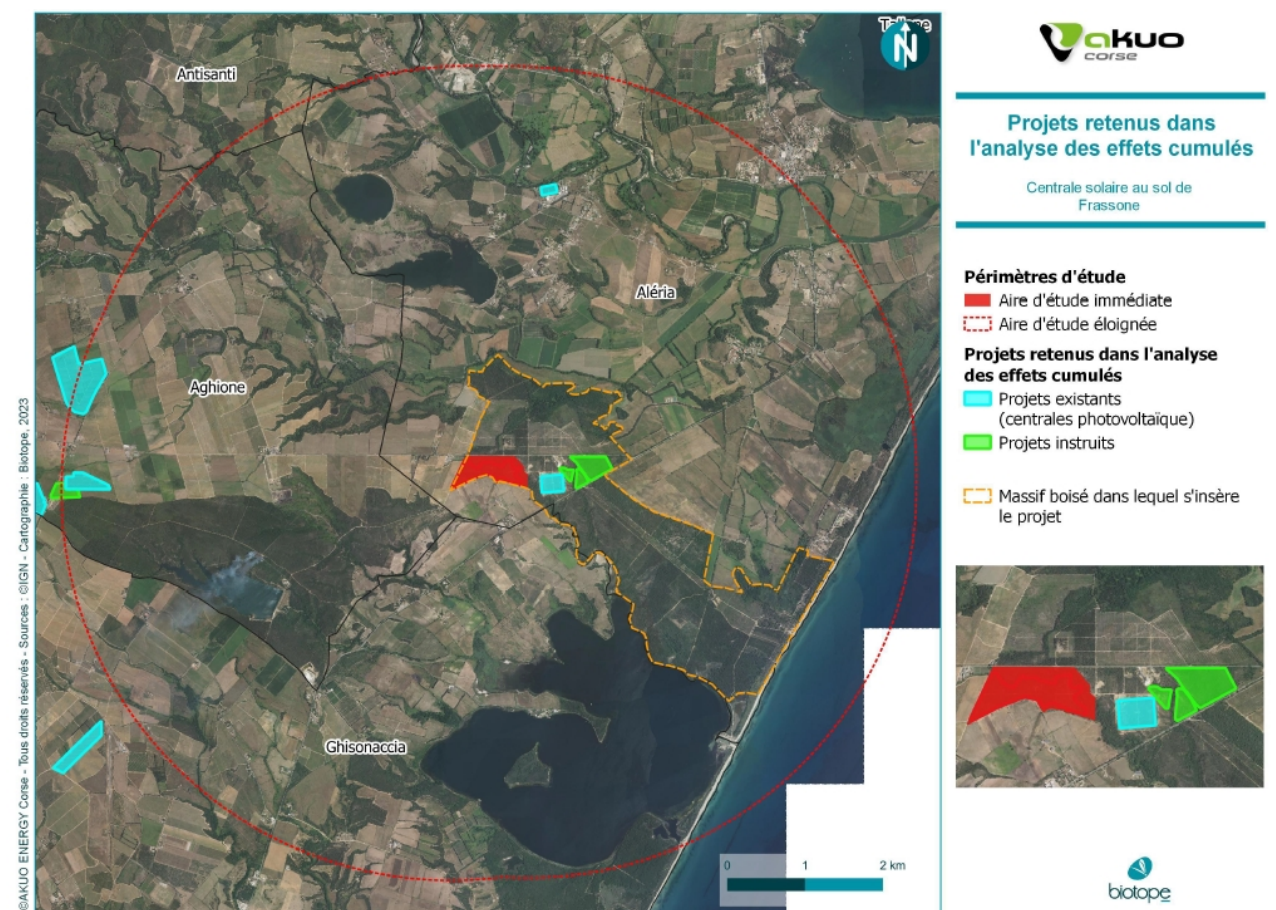 Tallone
N
Antisanti
Aléria
Aghione
Ghisonaccia
0 1 2 km
©AKUO ENERGY Corse - Tous droits réservés - Sources : ©IGN - Cartographie : Biotope, 2023
akuo
corse
Projets retenus dans
l'analyse des effets cumulés
Centrale solaire au sol de
Frassone
Périmètres d'étude
Aire d'étude immédiate
Aire d'étude éloignée
Projets retenus dans l'analyse
des effets cumulés
Projets existants
(centrales photovoltaïque)
Projets instruits
Massif boisé dans lequel s'insère
le projet
biotope